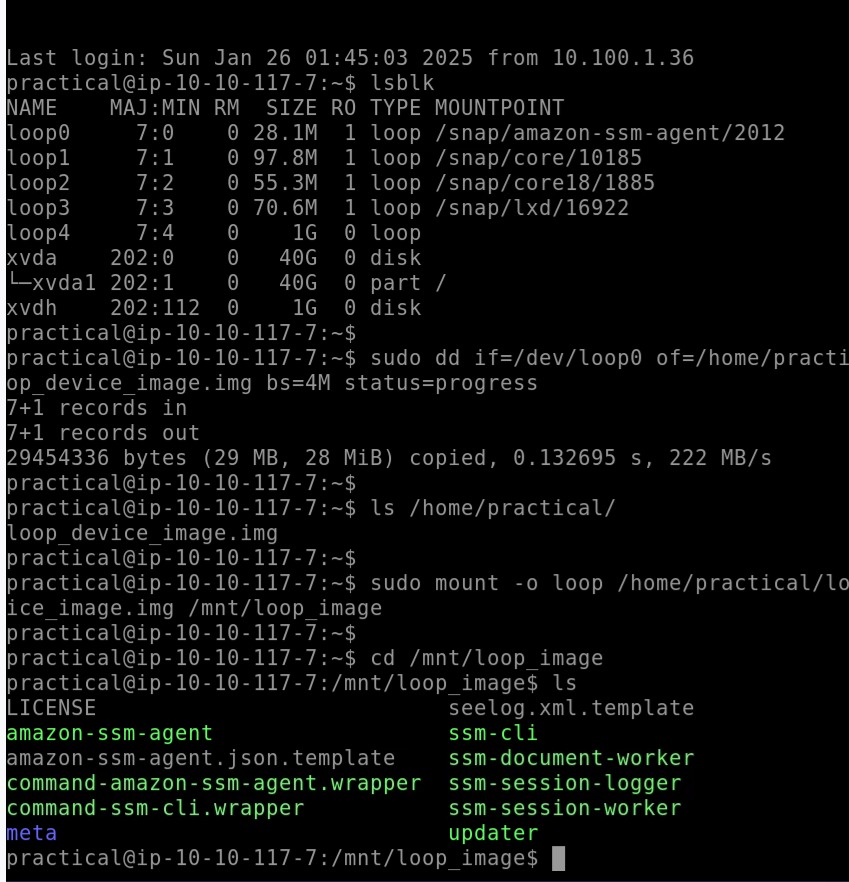 Last login: Sun Jan 26 01:45:03 2025 from 10.100.1.36
practical@ip-10-10-117-7:~$ lsblk
NAME    MAJ:MIN RM   SIZE RO TYPE MOUNTPOINT
loop0     7:0    0 28.1M  1 loop /snap/amazon-ssm-agent/2012
loop1     7:1    0 97.8M  1 loop /snap/core/10185
loop2     7:2    0 55.3M  1 loop /snap/core18/1885
loop3     7:3    0 70.6M  1 loop /snap/lxd/16922
loop4     7:4    0    1G  0 loop
xvda    202:0    0   40G  0 disk
└─xvda1 202:1    0   40G  0 part /
xvdh    202:112  0    1G  0 disk
practical@ip-10-10-117-7:~$
practical@ip-10-10-117-7:~$ sudo dd if=/dev/loop0 of=/home/practi
op_device_image.img bs=4M status=progress
7+1 records in
7+1 records out
29454336 bytes (29 MB, 28 MiB) copied, 0.132695 s, 222 MB/s
practical@ip-10-10-117-7:~$
practical@ip-10-10-117-7:~$ ls /home/practical/
loop_device_image.img
practical@ip-10-10-117-7:~$
practical@ip-10-10-117-7:~$ sudo mount -o loop /home/practical/lo
ice_image.img /mnt/loop_image
practical@ip-10-10-117-7:~$
practical@ip-10-10-117-7:~$ cd /mnt/loop_image
practical@ip-10-10-117-7:/mnt/loop_image$ ls
LICENSE                           seelog.xml.template
amazon-ssm-agent                  ssm-cli
amazon-ssm-agent.json.template    ssm-document-worker
command-amazon-ssm-agent.wrapper  ssm-session-logger
command-ssm-cli.wrapper           ssm-session-worker
meta                              updater
practical@ip-10-10-117-7:/mnt/loop_image$